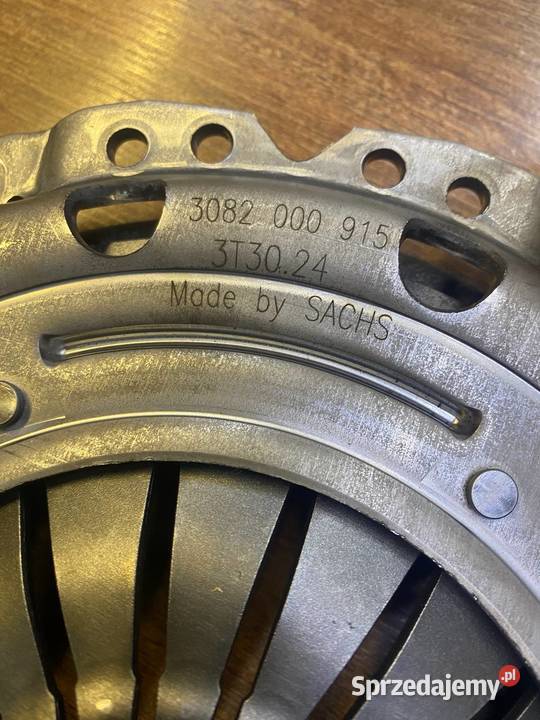 3082 000 915
3T30.24
Made by SACHS
Sprzedajemy.pl